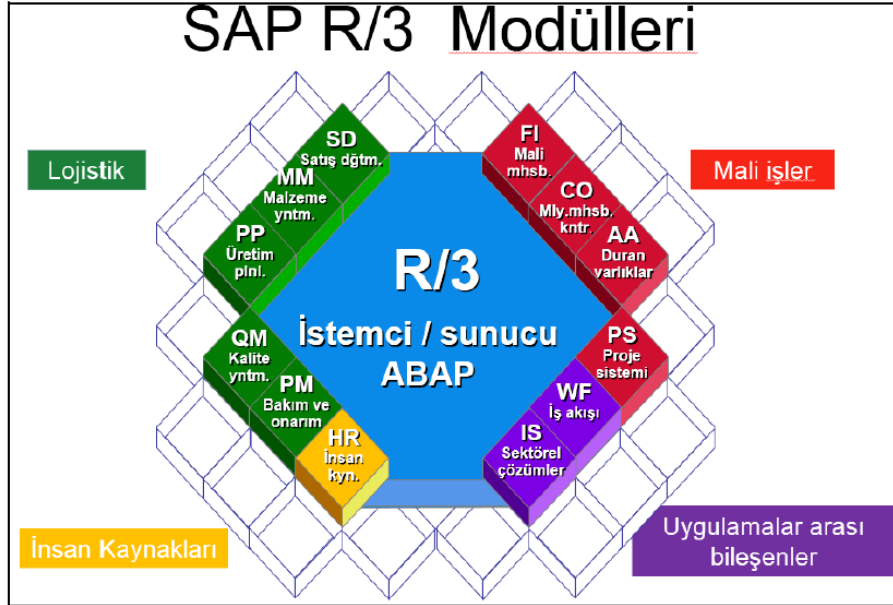 SAP R/3 Modülleri
Lojistik
SD
Satış dğtm.
MM
Malzeme
yntm.
PP
Üretim
plnl.
QM
Kalite
yntm.
PM
Bakım ve
onarım
HR
İnsan
kyn.
R/3
İstemci / sunucu
ABAP
FI
Mali
mhsb.
CO
Mly.mhsb.
kntr.
AA
Duran
varlıklar
PS
Proje
sistemi
WF
İş akışı
IS
Sektörel
çözümler
Mali işler
İnsan Kaynakları
Uygulamalar arası
bileşenler